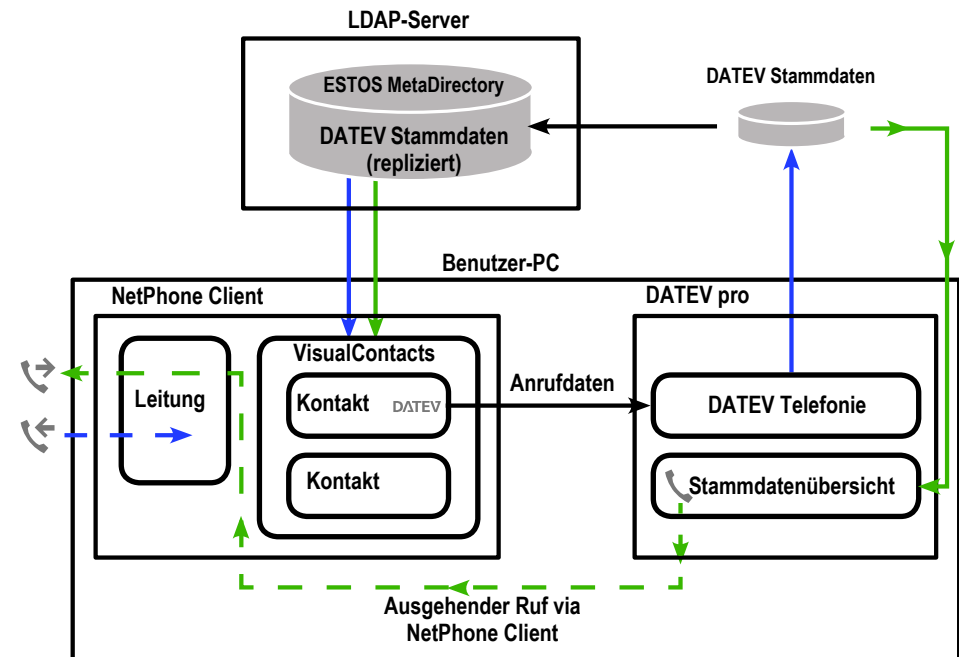 LDAP-Server
ESTOS MetaDirectory
DATEV Stammdaten
(repliziert)
DATEV Stammdaten
Benutzer-PC
NetPhone Client
DATEV pro
Leitung
VisualContacts
Kontakt DATEV
Kontakt
Anrufdaten
DATEV Telefonie
Stammdatenübersicht
Ausgehender Ruf via
NetPhone Client